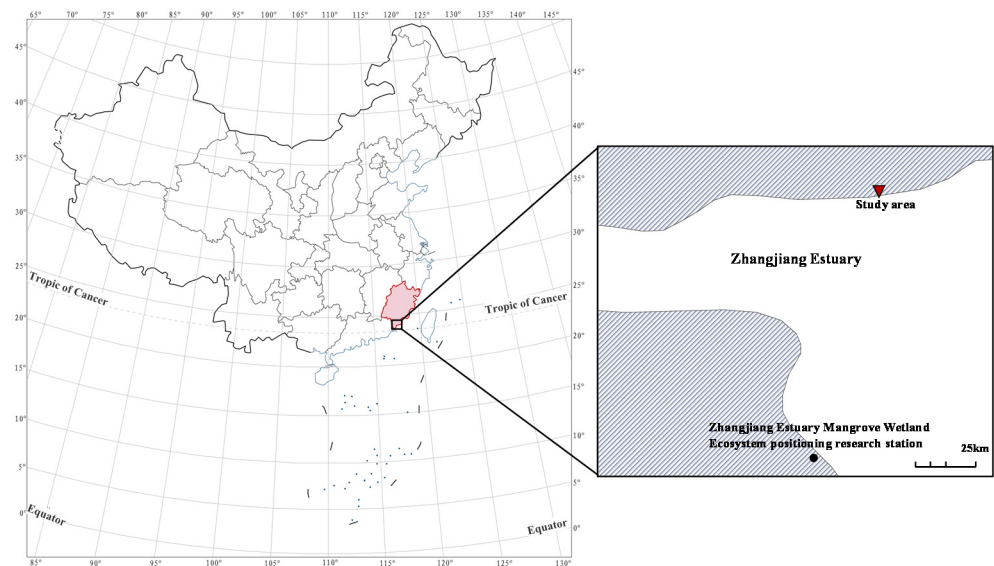 65° 70° 75° 80° 85° 90° 95° 100° 105° 110° 115° 120° 125° 130° 135° 140° 145°
45°
40°
35°
30°
25°
20°
15°
10°
5°
0°
45°
40°
35°
30°
25°
20°
15°
10°
5°
0°
Tropic of Cancer
Tropic of Cancer
Equator
Equator
85° 90° 95° 100° 105° 110° 115° 120° 125° 130°
Study area
Zhangjiang Estuary
Zhangjiang Estuary Mangrove Wetland
Ecosystem positioning research station
25km